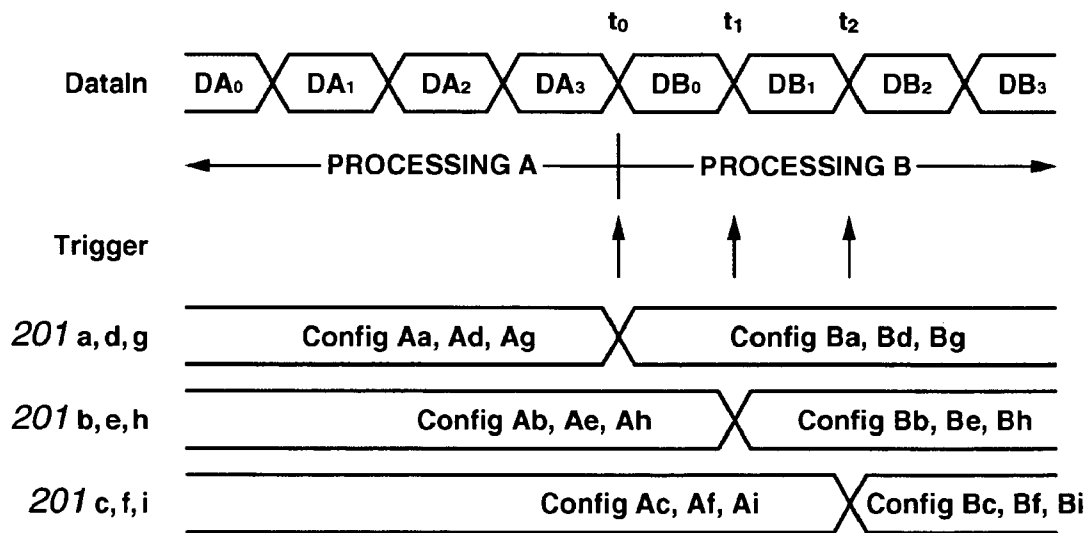 t₀ t₁ t₂
DataIn DA₀ DA₁ DA₂ DA₃ DB₀ DB₁ DB₂ DB₃
PROCESSING A PROCESSING B
Trigger
201 a, d, g Config Aa, Ad, Ag Config Ba, Bd, Bg
201 b, e, h Config Ab, Ae, Ah Config Bb, Be, Bh
201 c, f, i Config Ac, Af, Ai Config Bc, Bf, Bi